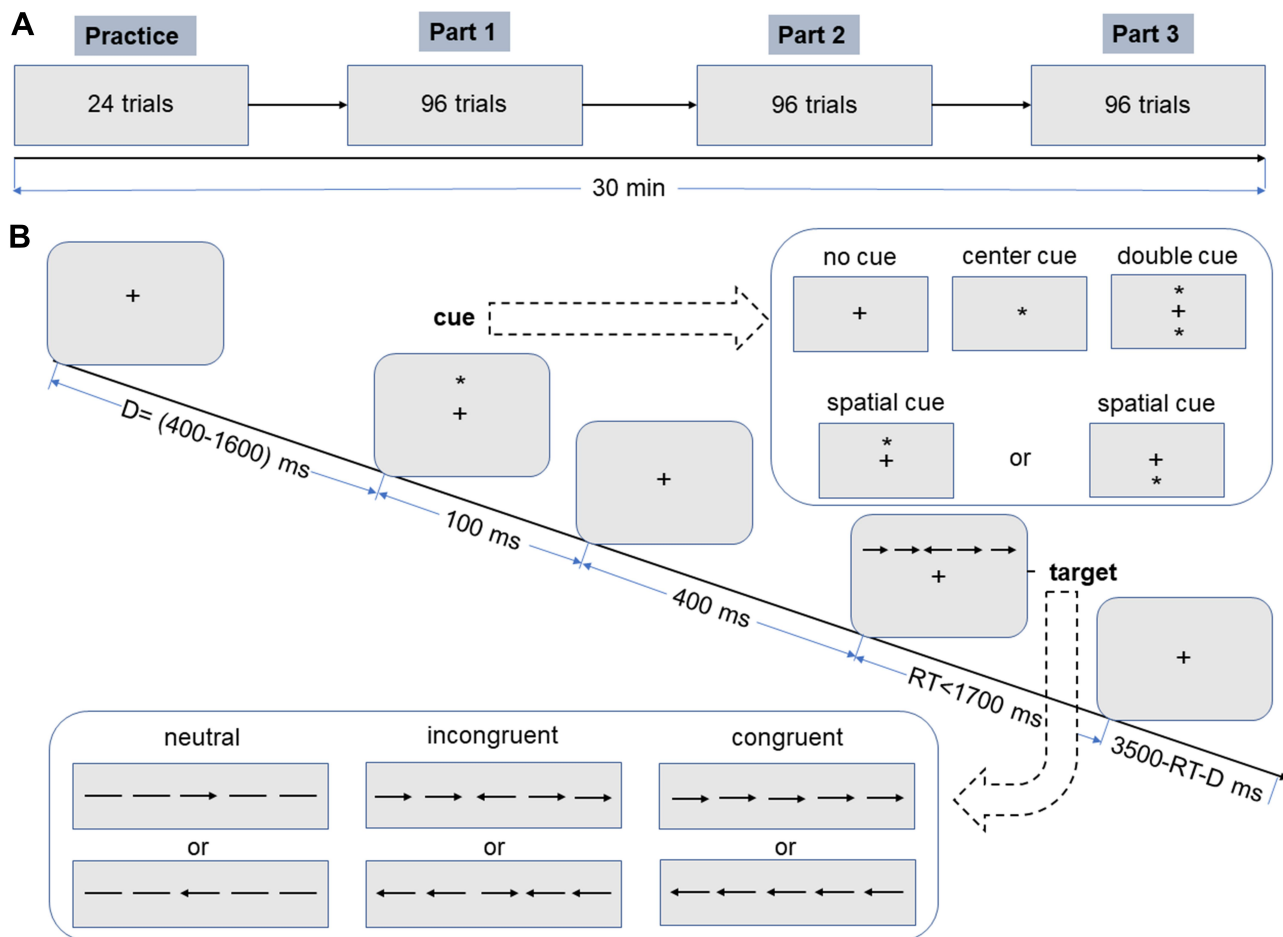 A
Practice
Part 1
Part 2
Part 3
24 trials
96 trials
96 trials
96 trials
30 min
B
+
cue
*
+
no cue
center cue
double cue
+
*
*
+
*
spatial cue
or
spatial cue
*
+
+
*
D= (400-1600) ms
100 ms
+
400 ms
+
target
RT<1700 ms
+
3500-RT-D ms
neutral
incongruent
congruent
or
or
or